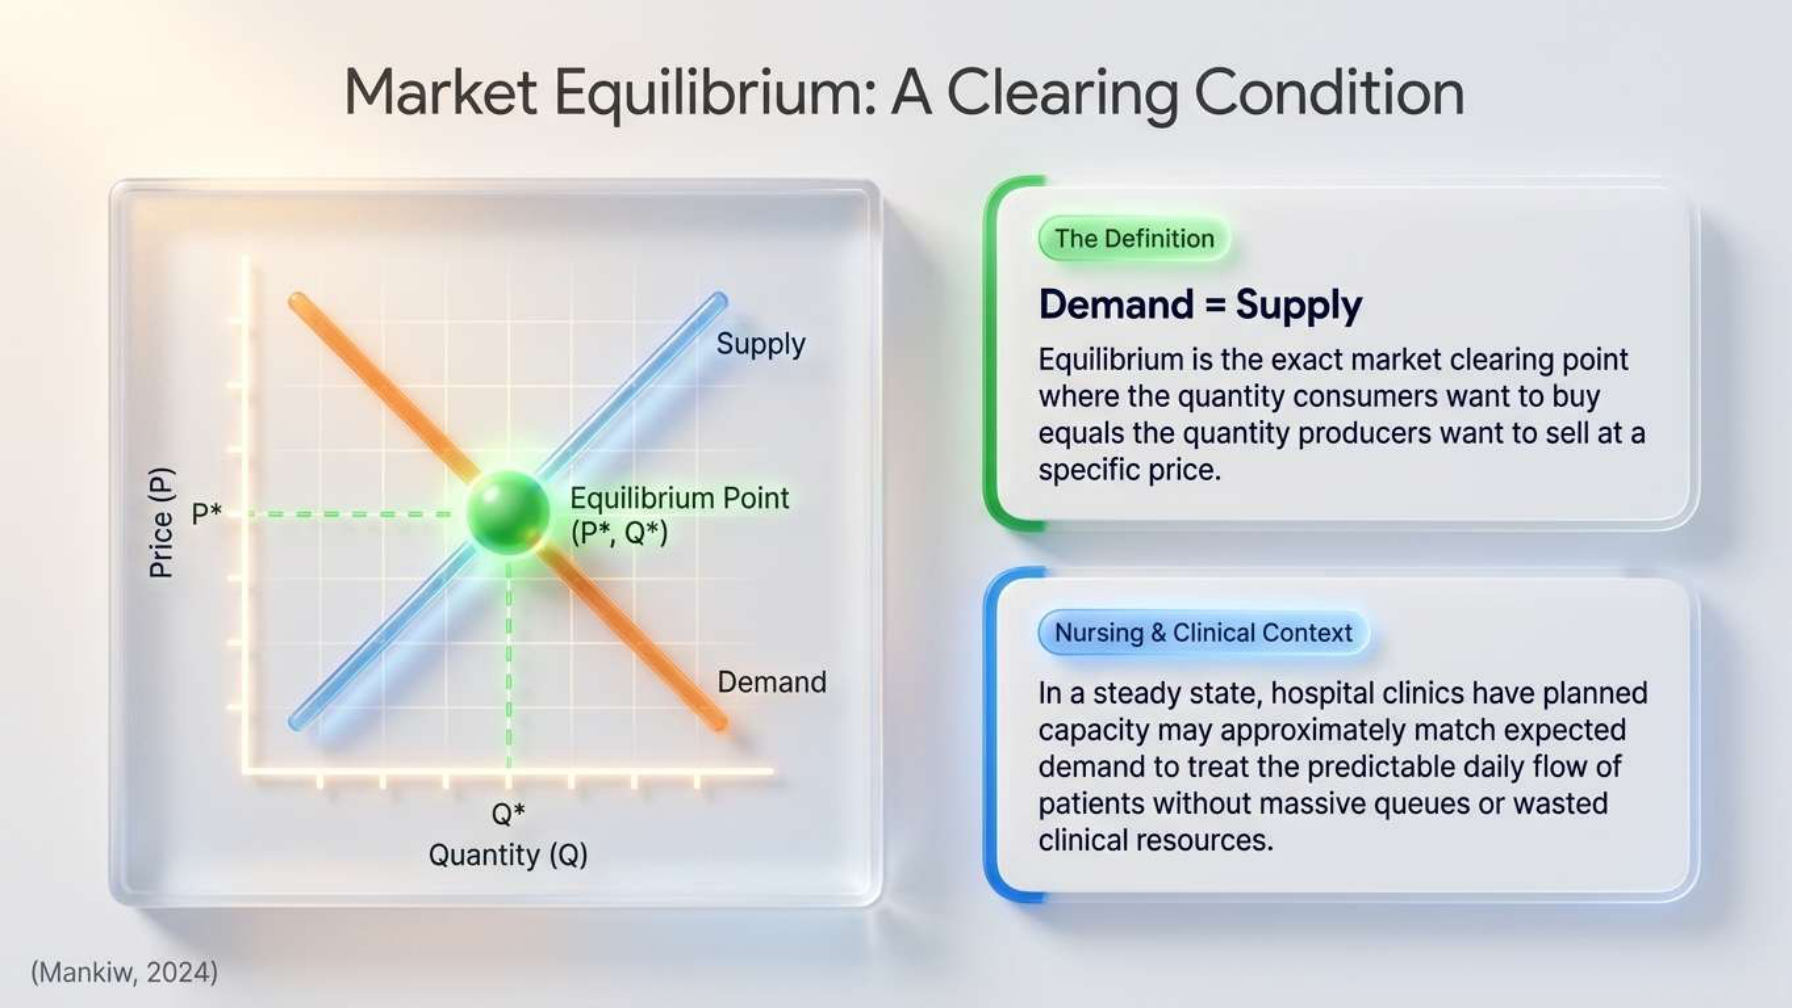 Market Equilibrium: A Clearing Condition
Supply
Equilibrium Point
(P*, Q*)
Price (P)
P*
Demand
Q*
Quantity (Q)
The Definition
Demand = Supply
Equilibrium is the exact market clearing point
where the quantity consumers want to buy
equals the quantity producers want to sell at a
specific price.
Nursing & Clinical Context
In a steady state, hospital clinics have planned
capacity may approximately match expected
demand to treat the predictable daily flow of
patients without massive queues or wasted
clinical resources.
(Mankiw, 2024)